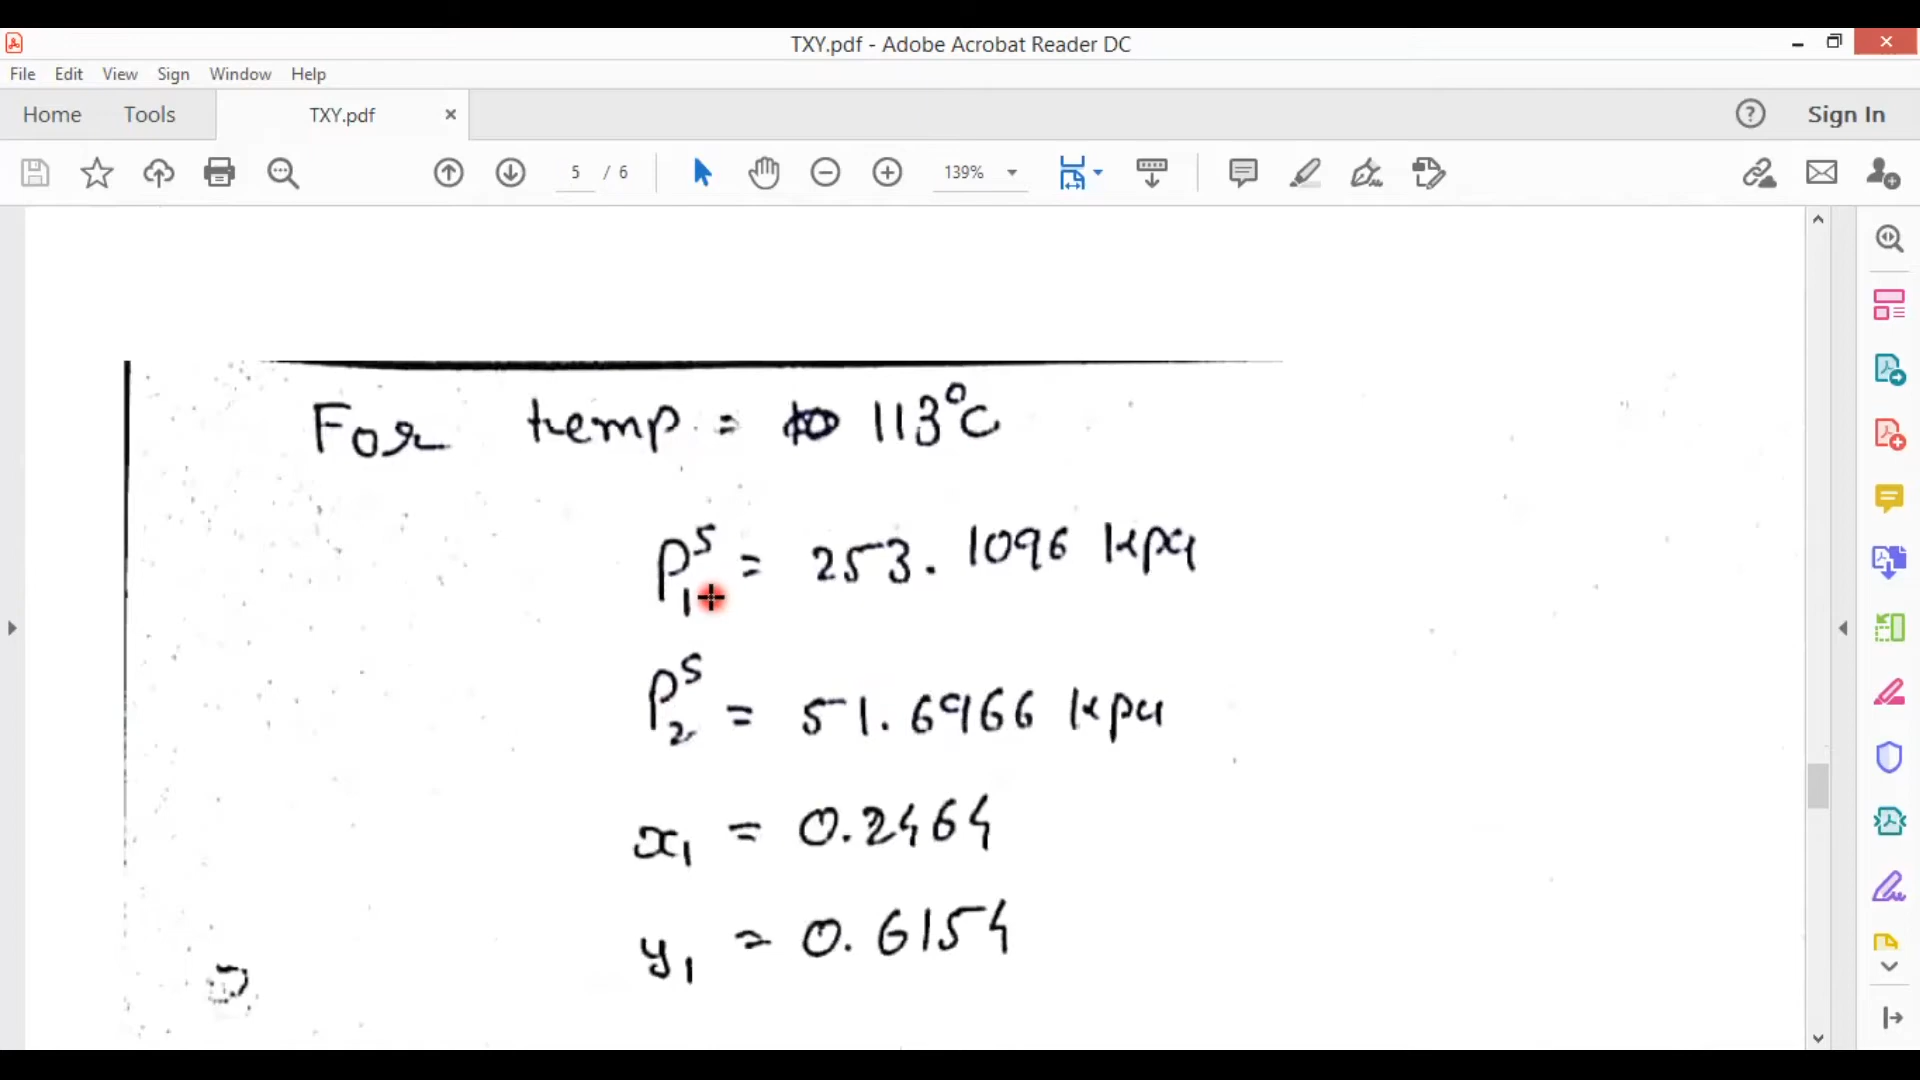 TXY.pdf - Adobe Acrobat Reader DC
File Edit View Sign Window Help
Home Tools TXY.pdf Sign In
5 / 6 139%
For temp = 113°C
P₁ˢ = 253.1096 kpa
P₂ˢ = 51.6966 kpa
x₁ = 0.2464
y₁ = 0.6154